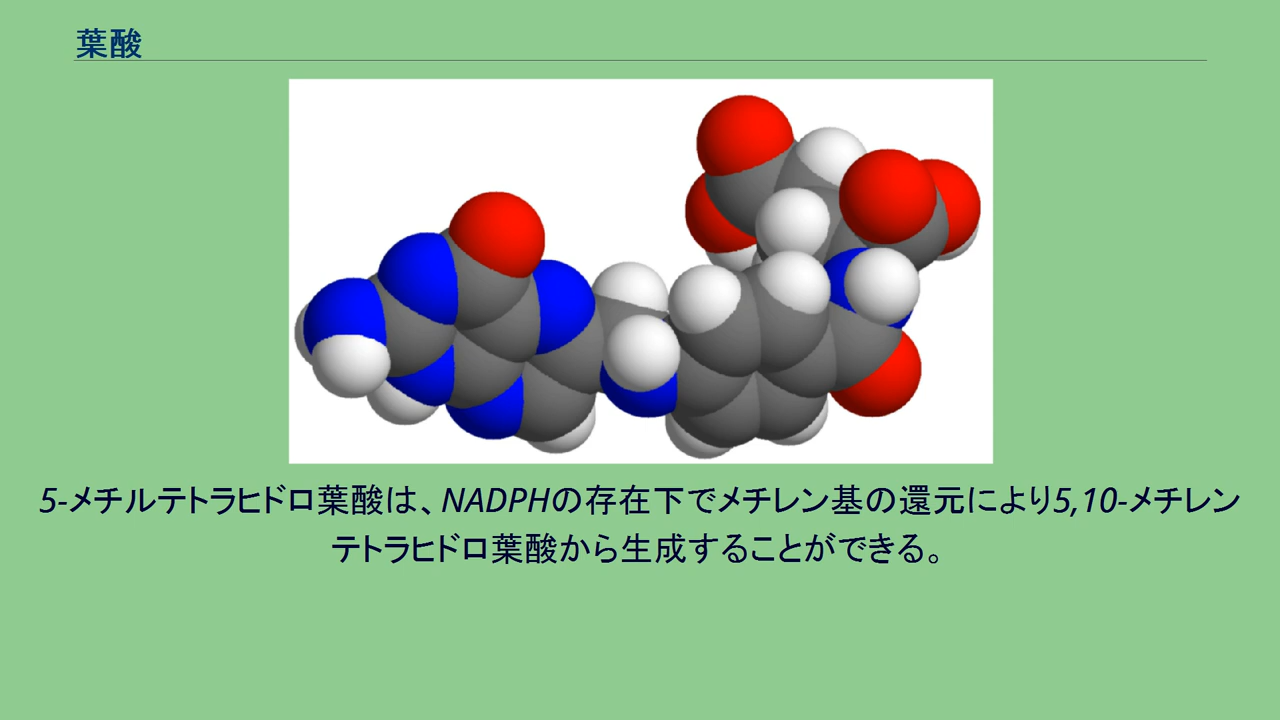 葉酸
5-メチルテトラヒドロ葉酸は、NADPHの存在下でメチレン基の還元により5,10-メチレン
テトラヒドロ葉酸から生成することができる。